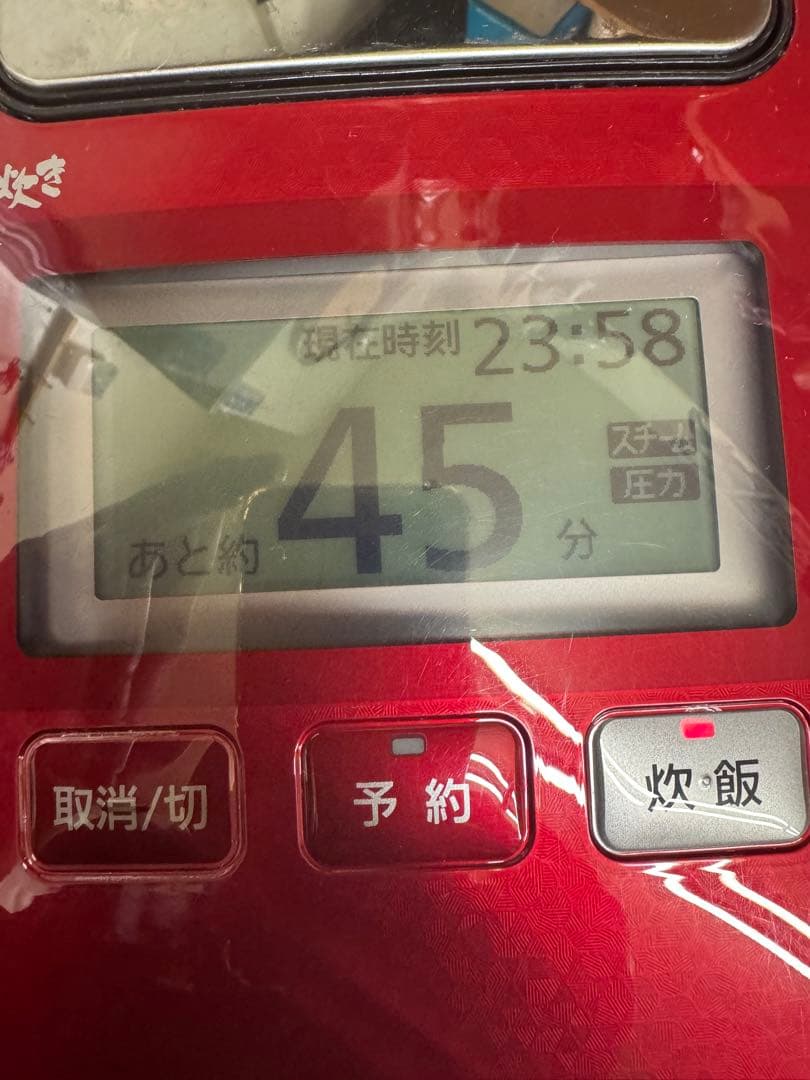 炊き
現在時刻 23:58
スチーム
圧力
あと約 45 分
取消/切
予約
炊飯